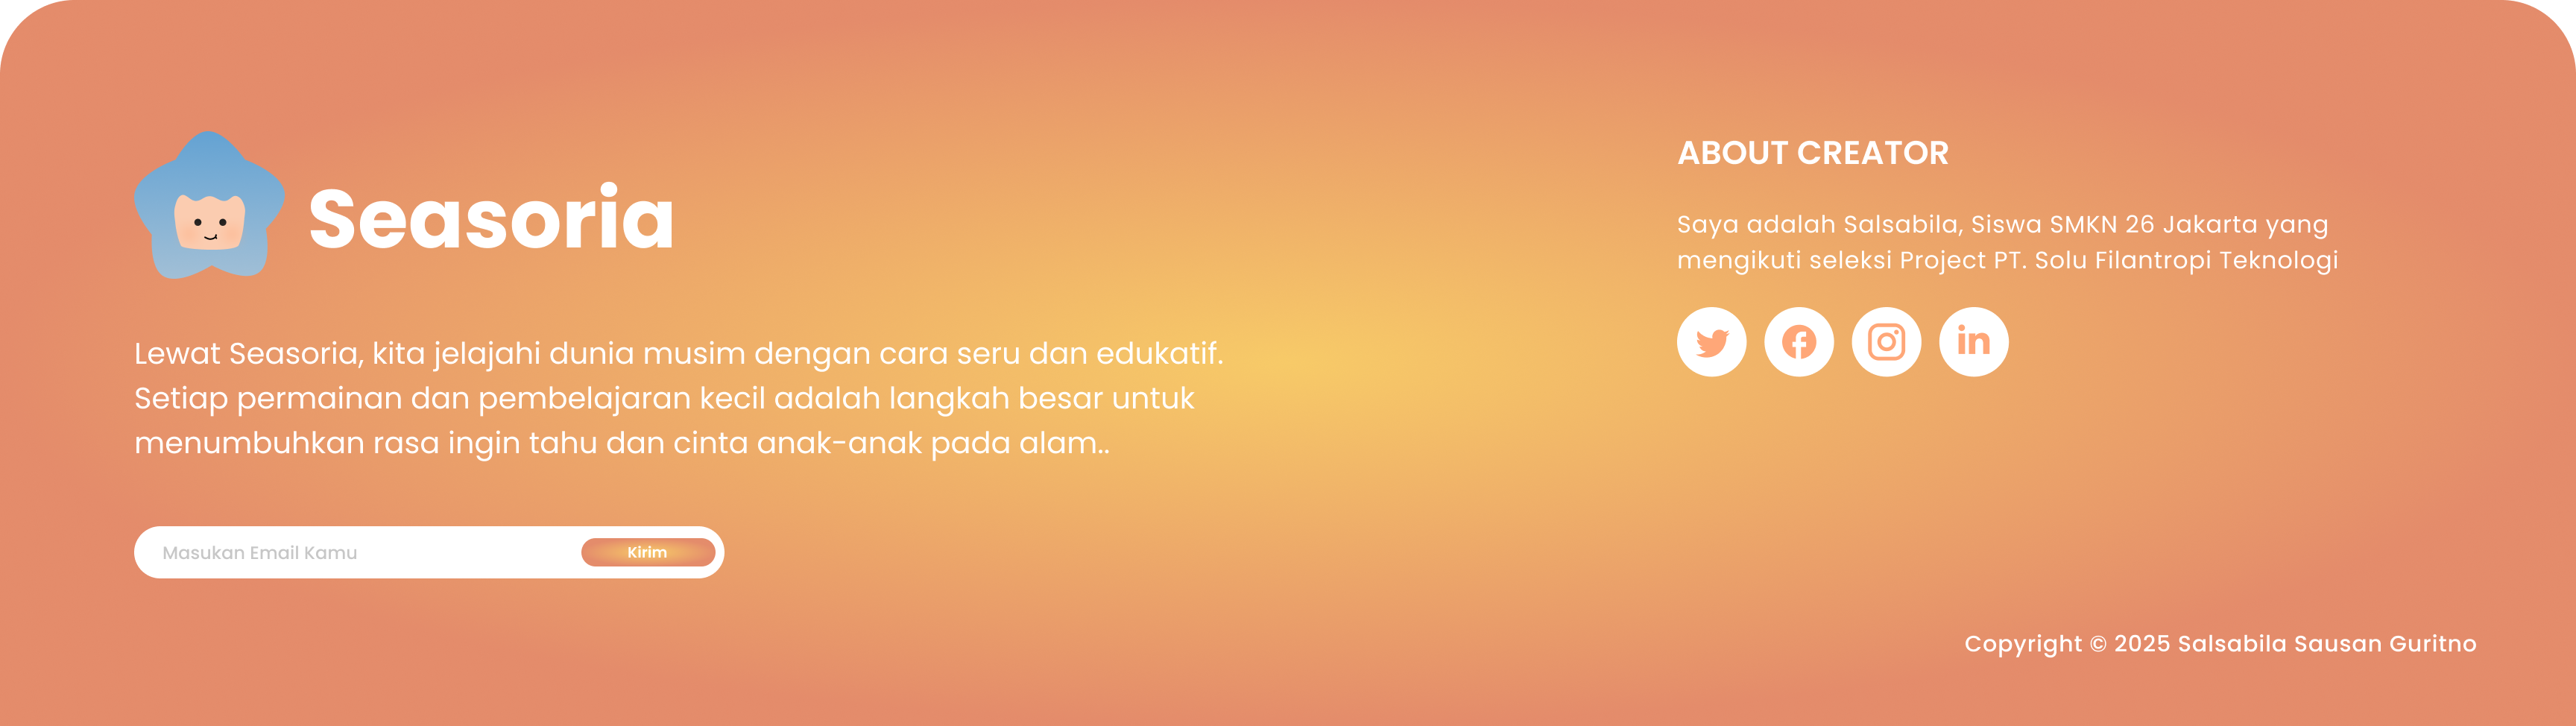 Seasoria
Lewat Seasoria, kita jelajahi dunia musim dengan cara seru dan edukatif.
Setiap permainan dan pembelajaran kecil adalah langkah besar untuk
menumbuhkan rasa ingin tahu dan cinta anak-anak pada alam..
Masukan Email Kamu
Kirim
ABOUT CREATOR
Saya adalah Salsabila, Siswa SMKN 26 Jakarta yang
mengikuti seleksi Project PT. Solu Filantropi Teknologi
Copyright © 2025 Salsabila Sausan Guritno